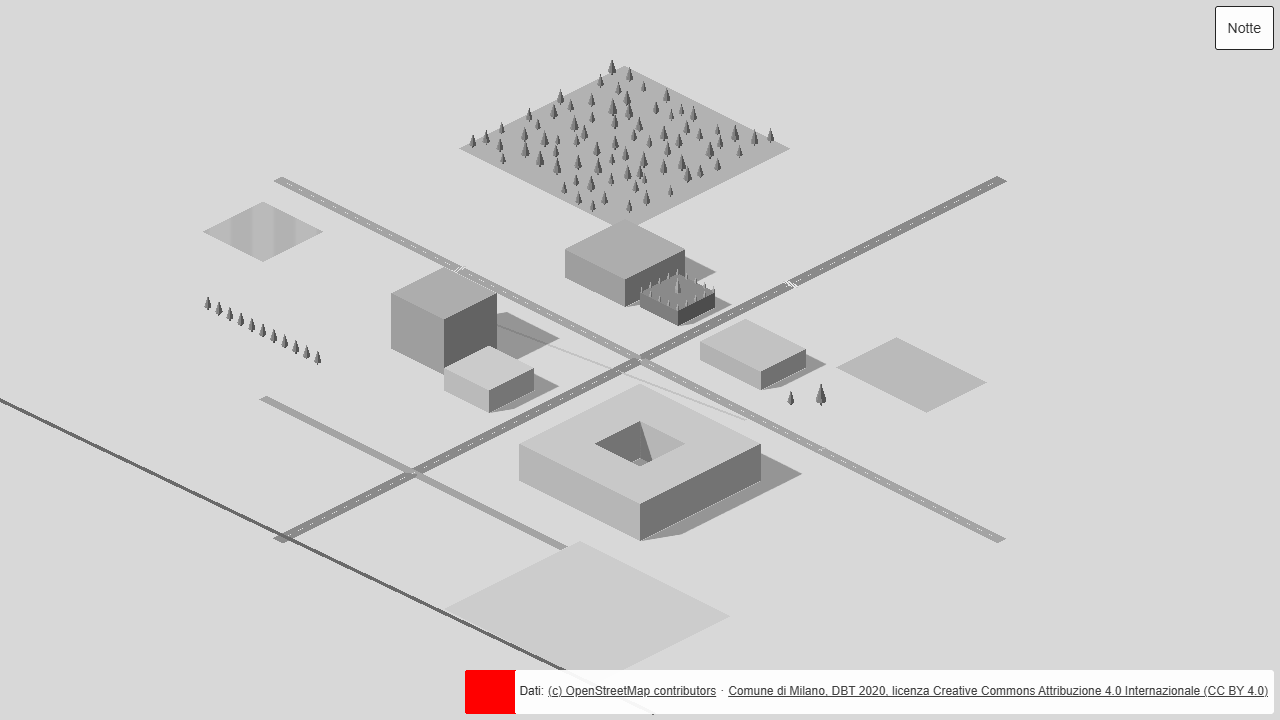 Notte
Dati: (c) OpenStreetMap contributors · Comune di Milano, DBT 2020, licenza Creative Commons Attribuzione 4.0 Internazionale (CC BY 4.0)